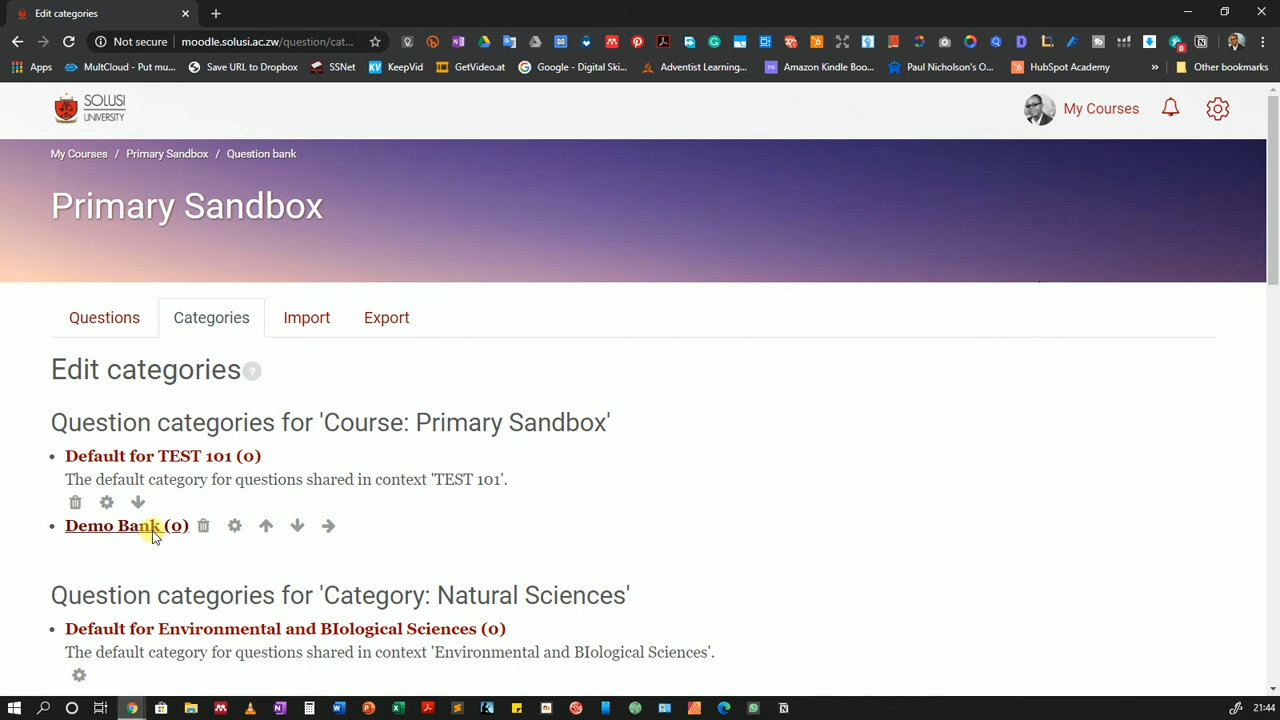 Edit categories
Not secure | moodle.solusi.ac.zw/question/cat...
Apps MultCloud - Put mu... Save URL to Dropbox SSNet KeepVid GetVideo.at Google - Digital Ski... Adventist Learning... Amazon Kindle Boo... Paul Nicholson's O... HubSpot Academy » Other bookmarks
SOLUSI
UNIVERSITY
My Courses
My Courses / Primary Sandbox / Question bank
Primary Sandbox
Questions Categories Import Export
Edit categories ?
Question categories for 'Course: Primary Sandbox'
• Default for TEST 101 (0)
The default category for questions shared in context 'TEST 101'.
• Demo Bank (0)
Question categories for 'Category: Natural Sciences'
• Default for Environmental and BIological Sciences (0)
The default category for questions shared in context 'Environmental and BIological Sciences'.
21:44